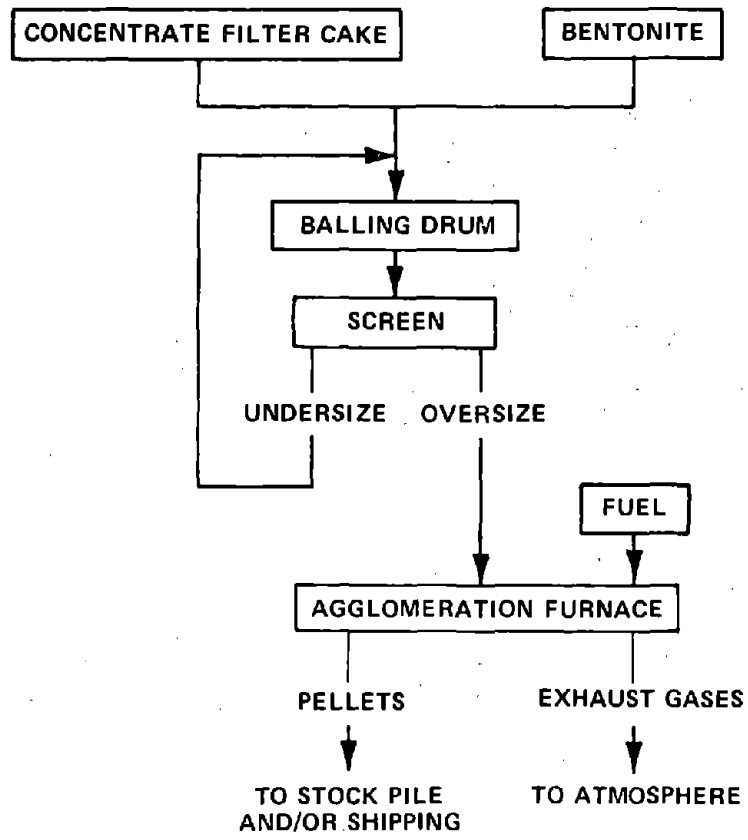 CONCENTRATE FILTER CAKE
BENTONITE
BALLING DRUM
SCREEN
UNDERSIZE
OVERSIZE
FUEL
AGGLOMERATION FURNACE
PELLETS
EXHAUST GASES
TO STOCK PILE
AND/OR SHIPPING
TO ATMOSPHERE